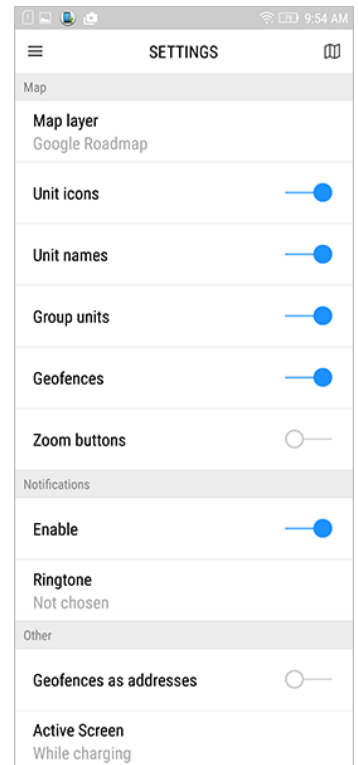 9:54 AM
SETTINGS
Map
Map layer
Google Roadmap
Unit icons
Unit names
Group units
Geofences
Zoom buttons
Notifications
Enable
Ringtone
Not chosen
Other
Geofences as addresses
Active Screen
While charging